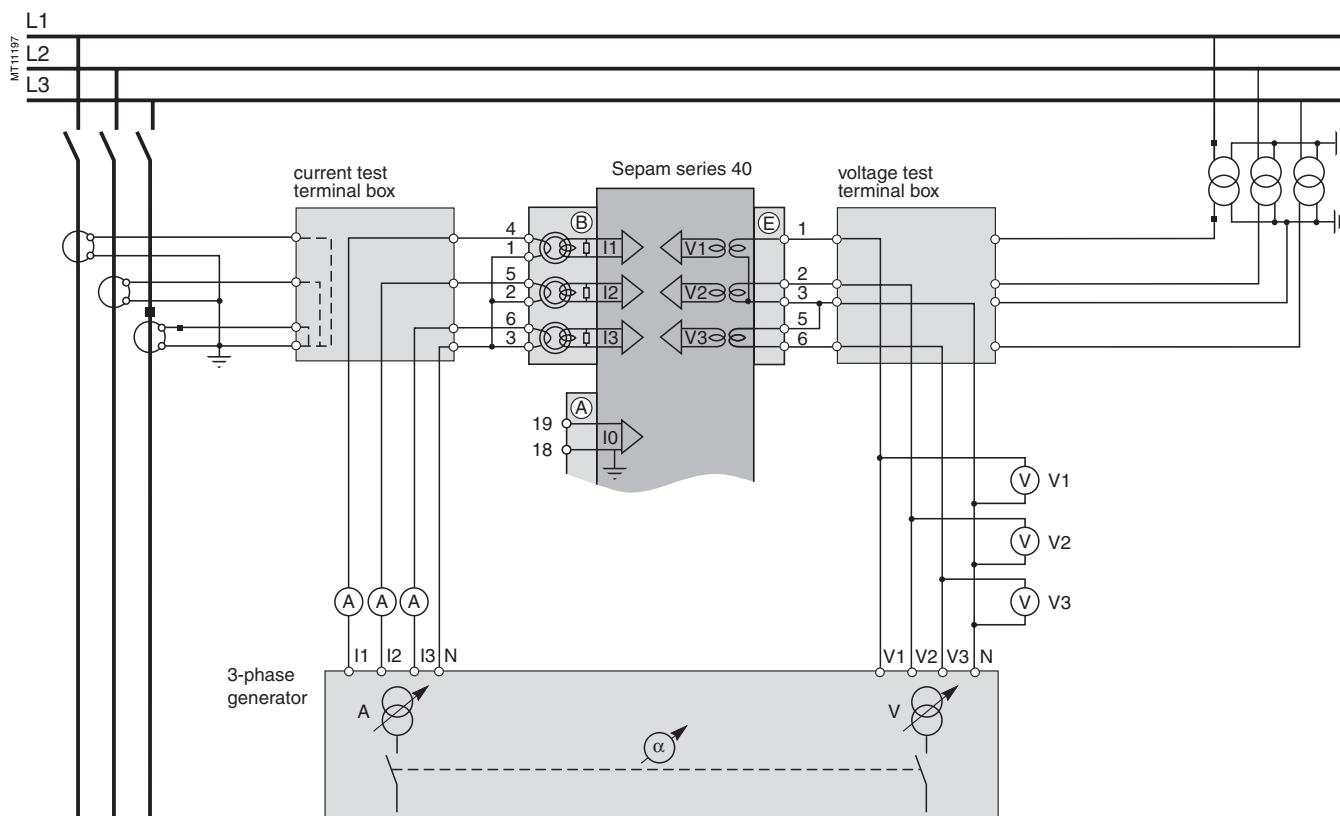 L1
MT11197
L2
L3
Sepam series 40
current test
terminal box
voltage test
terminal box
B
E
4
I1
V1
1
1
5
I2
V2
2
2
3
6
I3
V3
5
3
6
A
19
I0
18
V V1
V V2
V V3
A A A
I1 I2 I3 N
V1 V2 V3 N
3-phase
generator
A
V
α